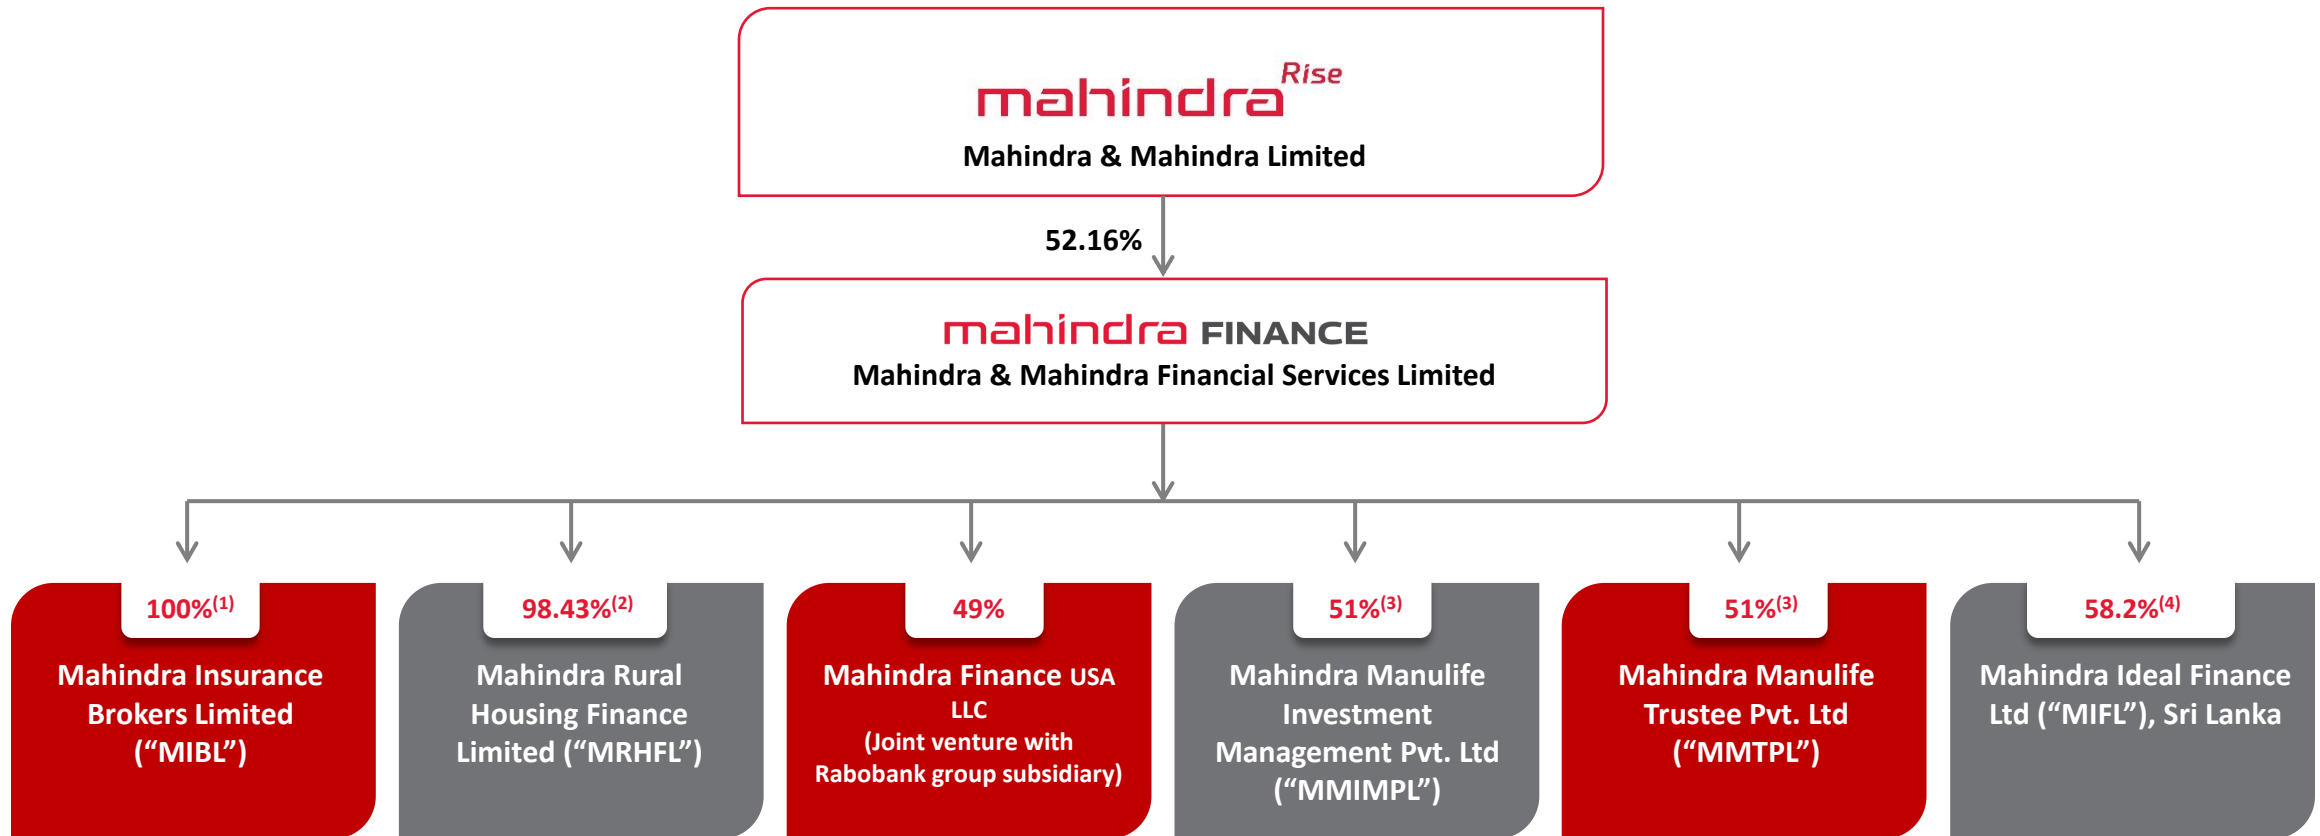 mahindra Rise
Mahindra & Mahindra Limited
52.16%
mahindra FINANCE
Mahindra & Mahindra Financial Services Limited
100%(1)
Mahindra Insurance
Brokers Limited
(“MIBL”)
98.43%(2)
Mahindra Rural
Housing Finance
Limited (“MRHFL”)
49%
Mahindra Finance USA
LLC
(Joint venture with
Rabobank group subsidiary)
51%(3)
Mahindra Manulife
Investment
Management Pvt. Ltd
(“MMIMPL”)
51%(3)
Mahindra Manulife
Trustee Pvt. Ltd
(“MMTPL”)
58.2%(4)
Mahindra Ideal Finance
Ltd (“MIFL”), Sri Lanka